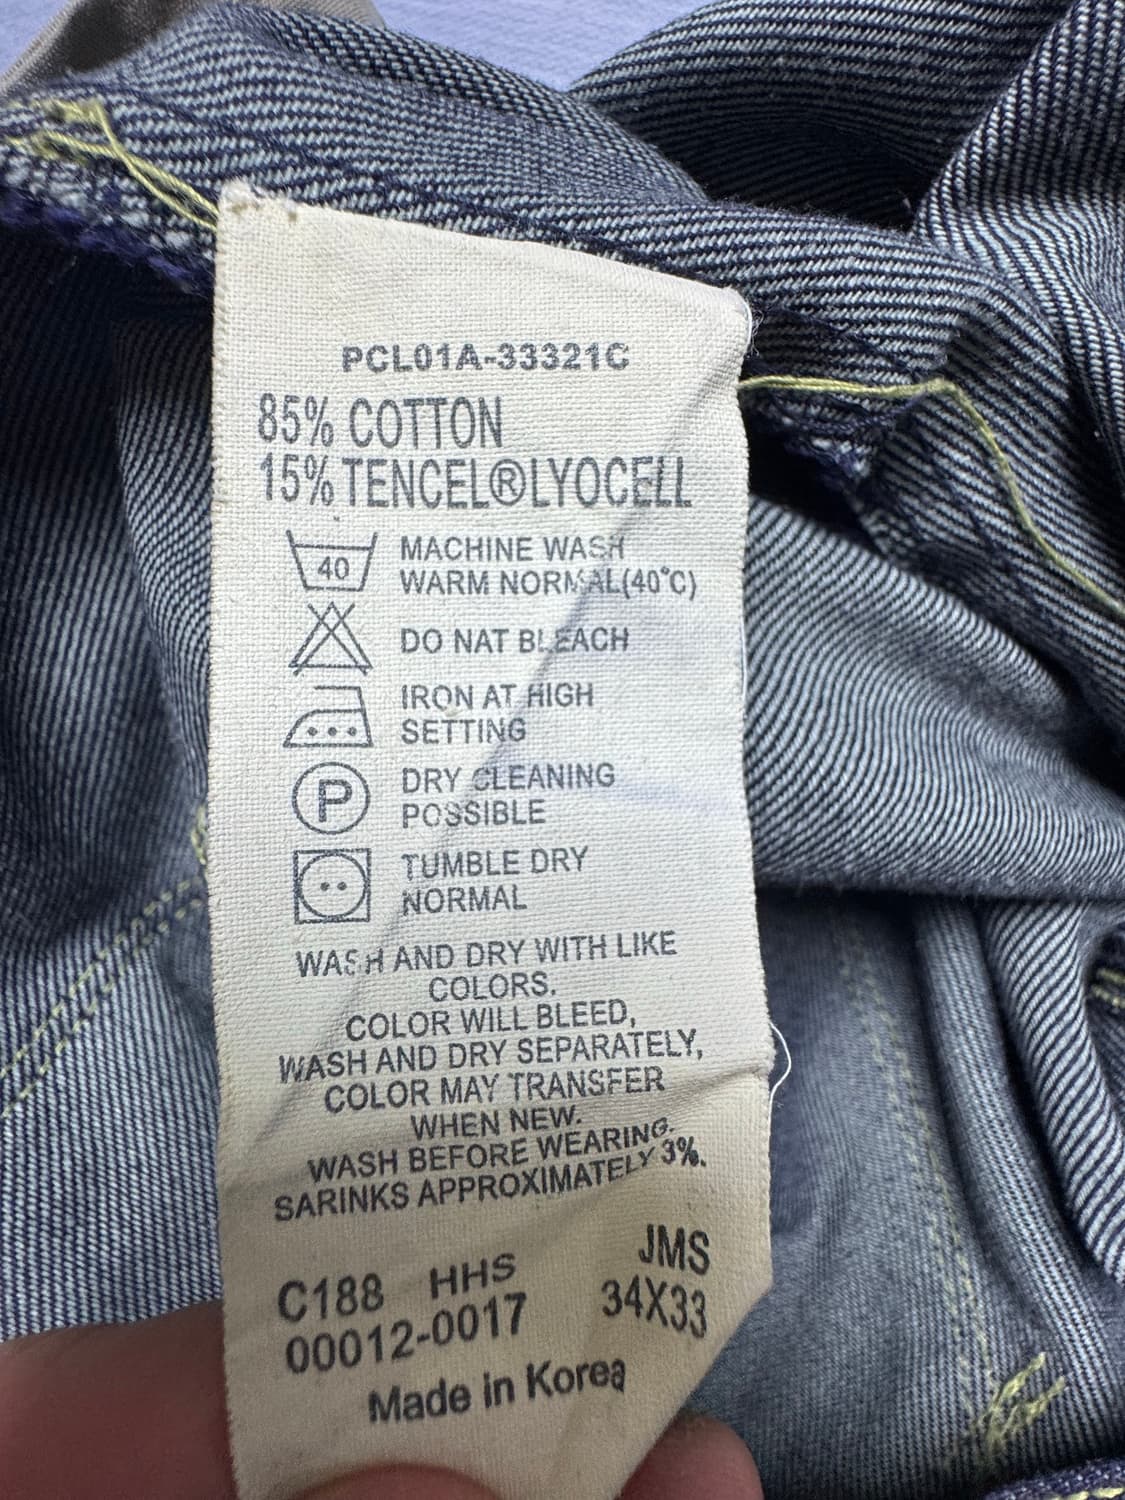 PCL01A-33321C
85% COTTON
15% TENCEL®LYOCELL
40
MACHINE WASH
WARM NORMAL(40°C)
DO NAT BLEACH
IRON AT HIGH
SETTING
P
DRY CLEANING
POSSIBLE
TUMBLE DRY
NORMAL
WASH AND DRY WITH LIKE
COLORS.
COLOR WILL BLEED,
WASH AND DRY SEPARATELY,
COLOR MAY TRANSFER
WHEN NEW.
WASH BEFORE WEARING.
SARINKS APPROXIMATELY 3%.
JMS
C188 HHS
34X33
00012-0017
Made in Korea